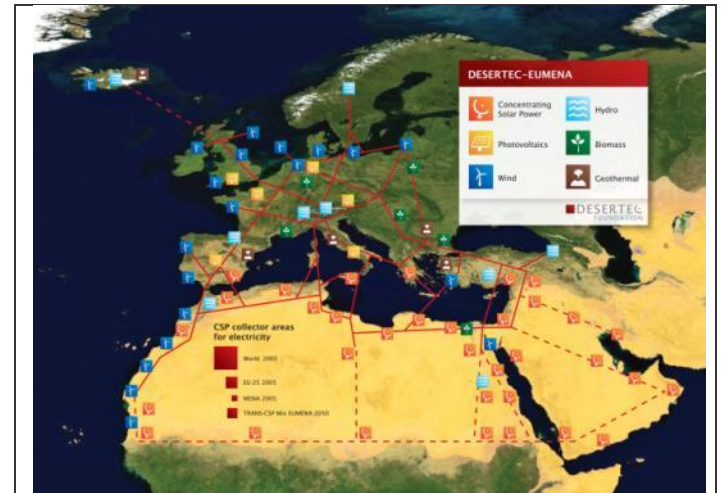 DESERTEC-EUMENA
Concentrating
Solar Power
Hydro
Photovoltaics
Biomass
Wind
Geothermal
DESERTEC
FOUNDATION
CSP collector areas
for electricity
World 2005
EU-25 2005
MENA 2005
TRANS-CSP Mix EUMENA 2050